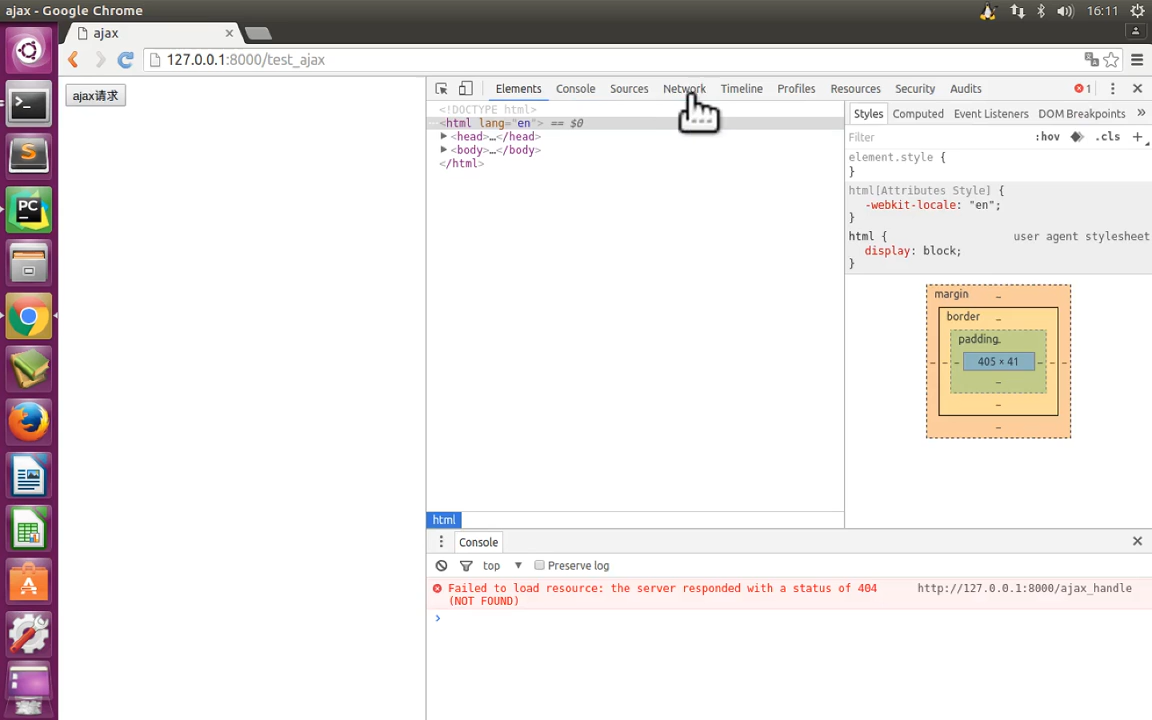 ajax - Google Chrome
16:11
ajax
127.0.0.1:8000/test_ajax
ajax请求
Elements Console Sources Network Timeline Profiles Resources Security Audits 1
<!DOCTYPE html>
<html lang="en"> == $0
<head>…</head>
<body>…</body>
</html>
html
Styles Computed Event Listeners DOM Breakpoints »
Filter :hov .cls +
element.style {
}
html[Attributes Style] {
-webkit-locale: "en";
}
html { user agent stylesheet
display: block;
}
margin –
border –
padding –
– – – 405 × 41 – – –
–
–
–
Console
top Preserve log
Failed to load resource: the server responded with a status of 404 http://127.0.0.1:8000/ajax_handle
(NOT FOUND)
>
PC
S